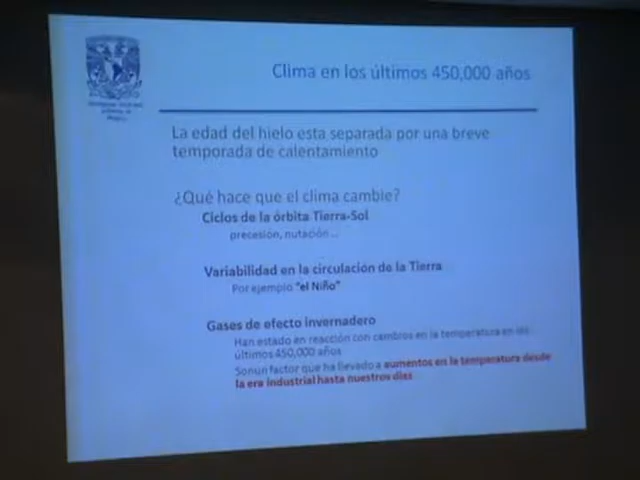 Clima en los últimos 450,000 años
La edad del hielo esta separada por una breve
temporada de calentamiento
¿Qué hace que el clima cambie?
Ciclos de la órbita Tierra-Sol
precesión, nutación...
Variabilidad en la circulación de la Tierra
Por ejemplo "el Niño"
Gases de efecto invernadero
Han estado en reacción con cambios en la temperatura en los
últimos 450,000 años
Son un factor que ha llevado a aumentos en la temperatura desde
la era industrial hasta nuestros días